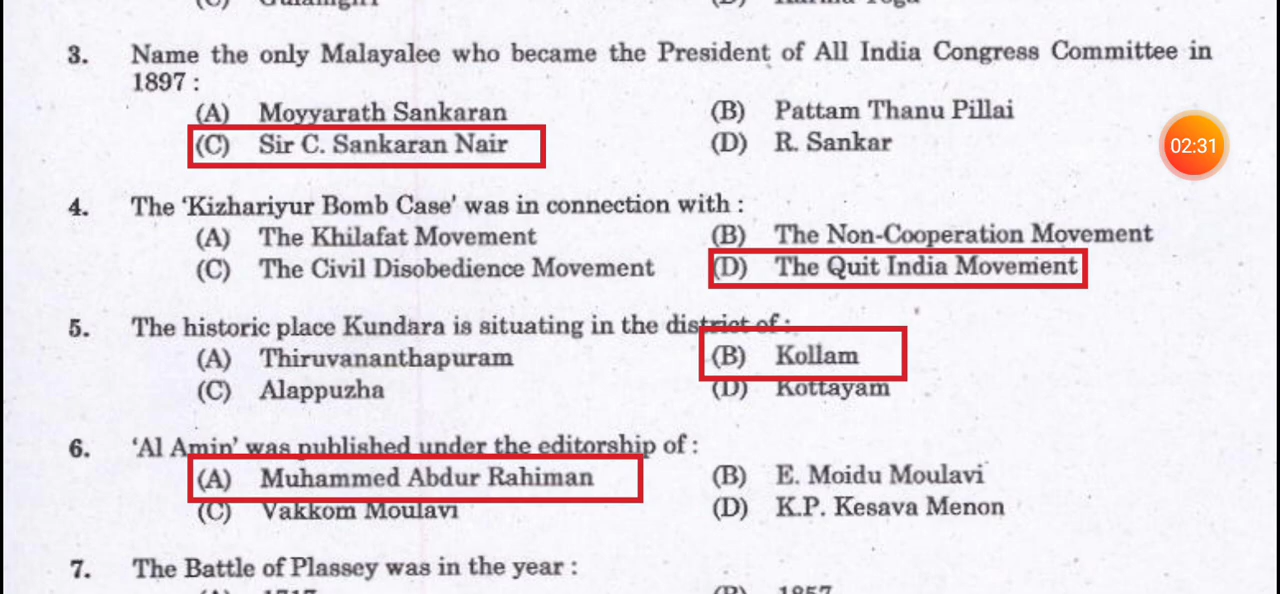 3. Name the only Malayalee who became the President of All India Congress Committee in
1897 :
(A) Moyyarath Sankaran (B) Pattam Thanu Pillai
(C) Sir C. Sankaran Nair (D) R. Sankar
02:31
4. The 'Kizhariyur Bomb Case' was in connection with :
(A) The Khilafat Movement (B) The Non-Cooperation Movement
(C) The Civil Disobedience Movement (D) The Quit India Movement
5. The historic place Kundara is situating in the district of :
(A) Thiruvananthapuram (B) Kollam
(C) Alappuzha (D) Kottayam
6. 'Al Amin' was published under the editorship of :
(A) Muhammed Abdur Rahiman (B) E. Moidu Moulavi
(C) Vakkom Moulavi (D) K.P. Kesava Menon
7. The Battle of Plassey was in the year :